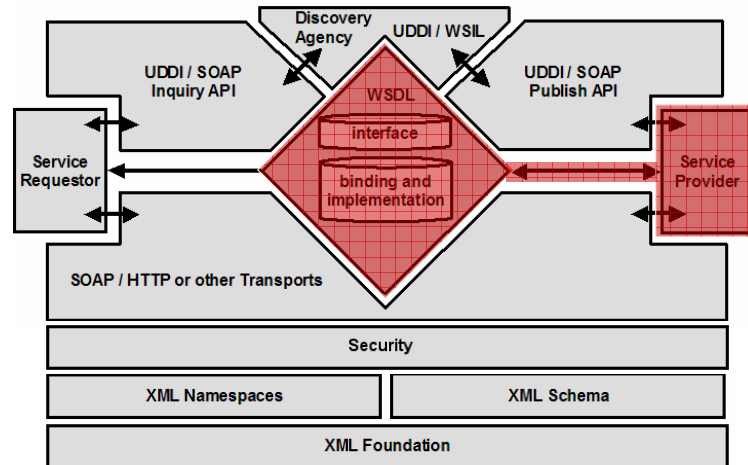 Discovery
Agency
UDDI / WSIL
UDDI / SOAP
Inquiry API
WSDL
UDDI / SOAP
Publish API
interface
Service
Requestor
binding and
implementation
Service
Provider
SOAP / HTTP or other Transports
Security
XML Namespaces
XML Schema
XML Foundation